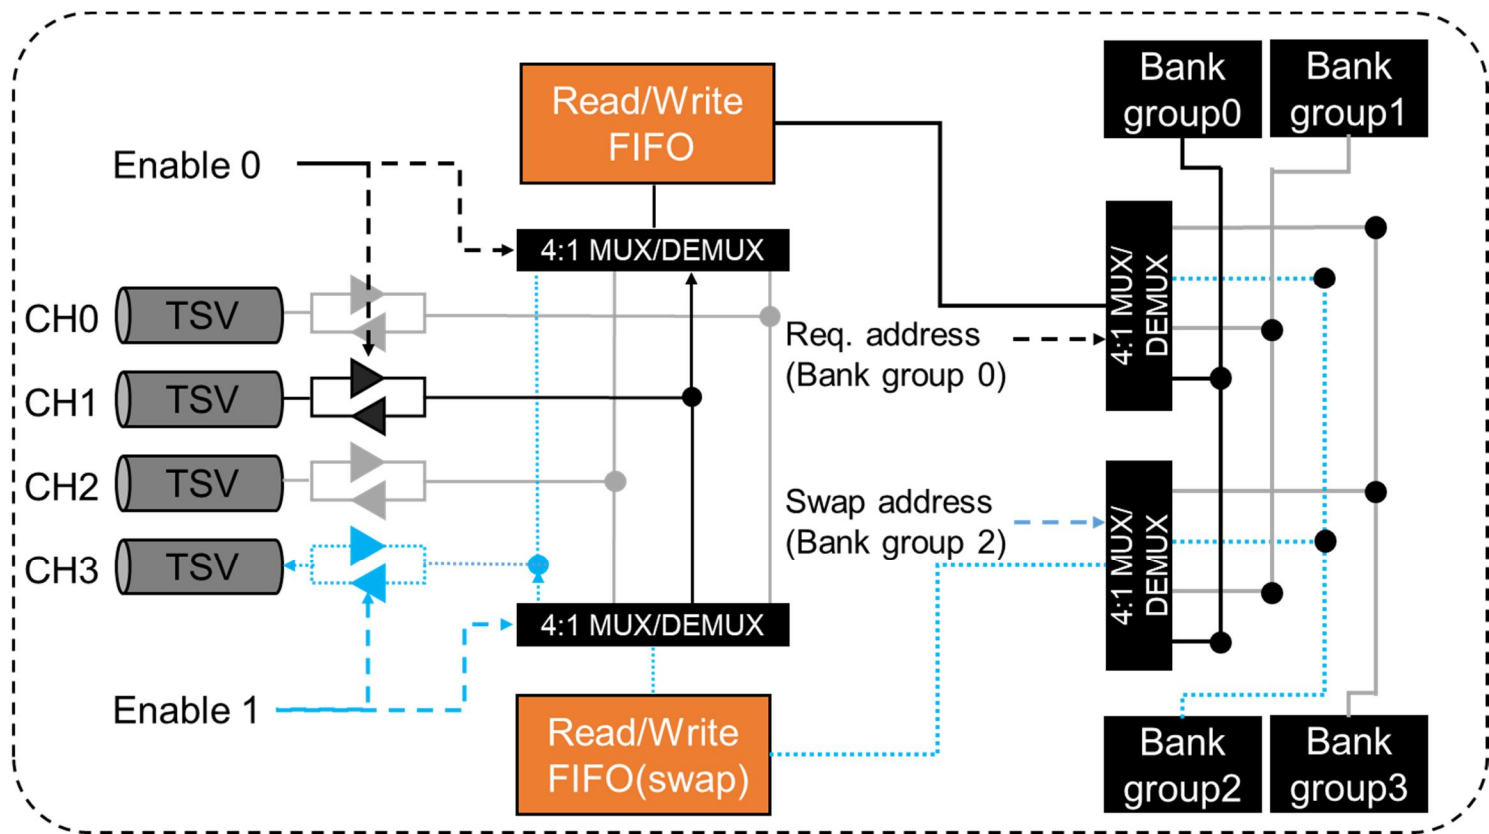 Read/Write
FIFO
Bank
group0
Bank
group1
Enable 0
4:1 MUX/DEMUX
CH0
TSV
Req. address
(Bank group 0)
4:1 MUX/
DEMUX
CH1
TSV
CH2
TSV
Swap address
(Bank group 2)
4:1 MUX/
DEMUX
CH3
TSV
4:1 MUX/DEMUX
Enable 1
Read/Write
FIFO(swap)
Bank
group2
Bank
group3